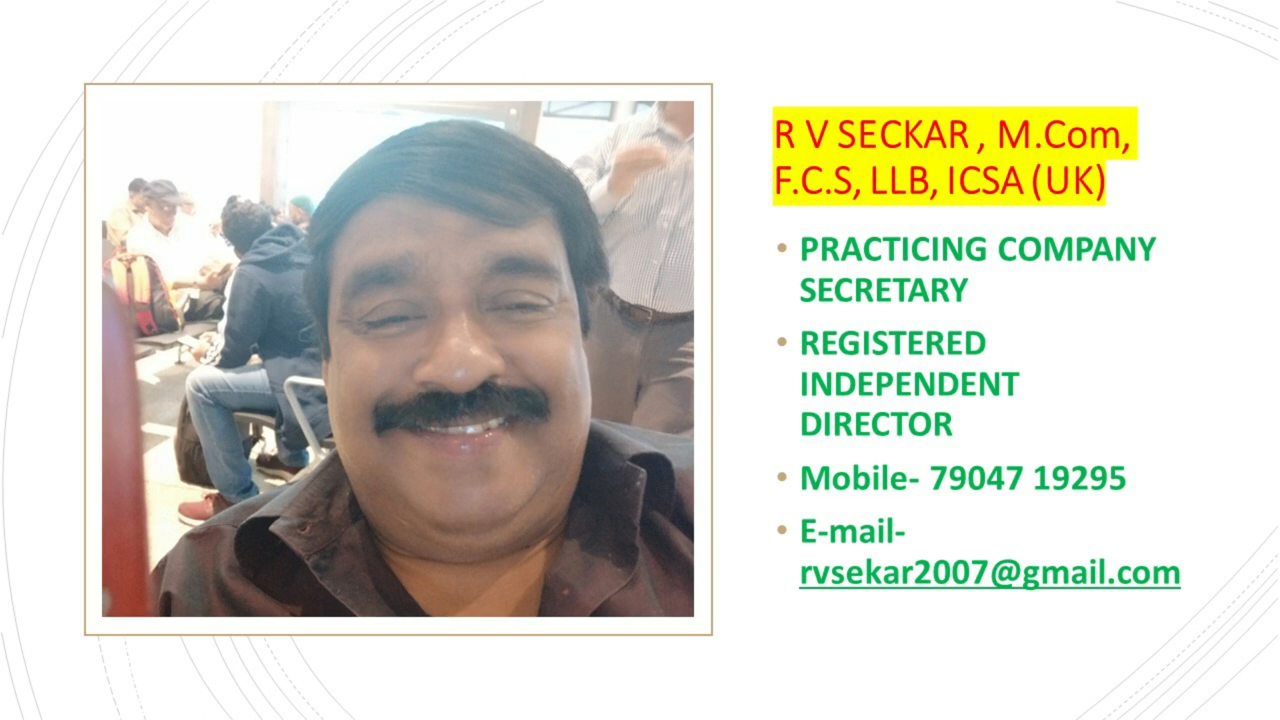 R V SECKAR , M.Com,
F.C.S, LLB, ICSA (UK)
• PRACTICING COMPANY
SECRETARY
• REGISTERED
INDEPENDENT
DIRECTOR
• Mobile- 79047 19295
• E-mail-
rvsekar2007@gmail.com